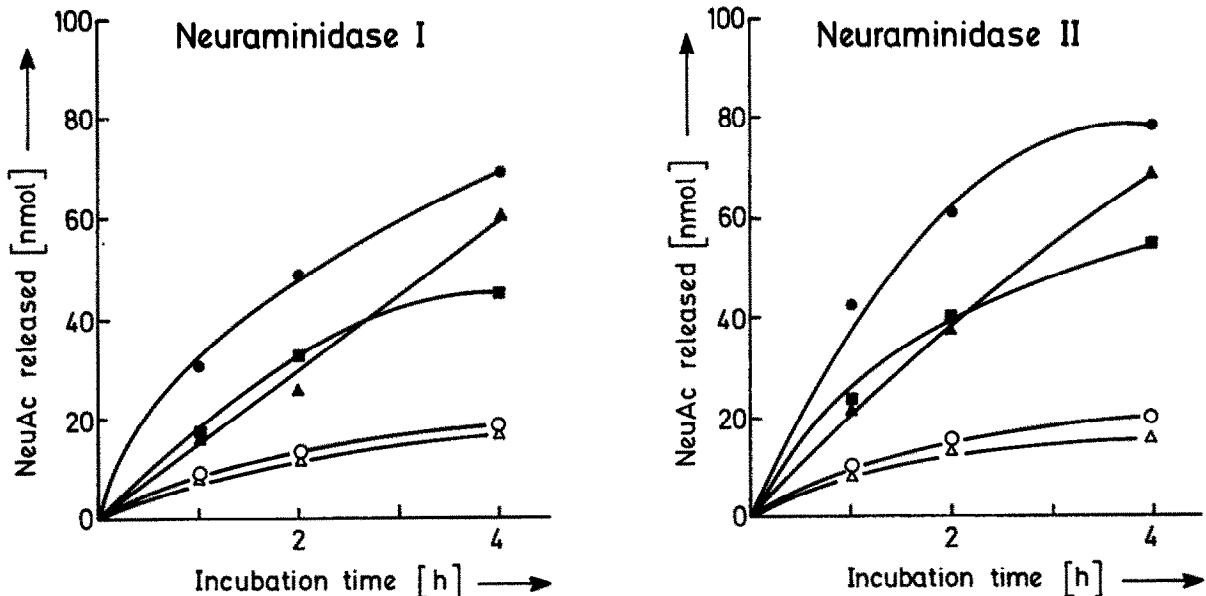 Neuraminidase I
100
80
60
40
20
0
2
4
NeuAc released [nmol]
Incubation time [h]
Neuraminidase II
100
80
60
40
20
0
2
4
NeuAc released [nmol]
Incubation time [h]